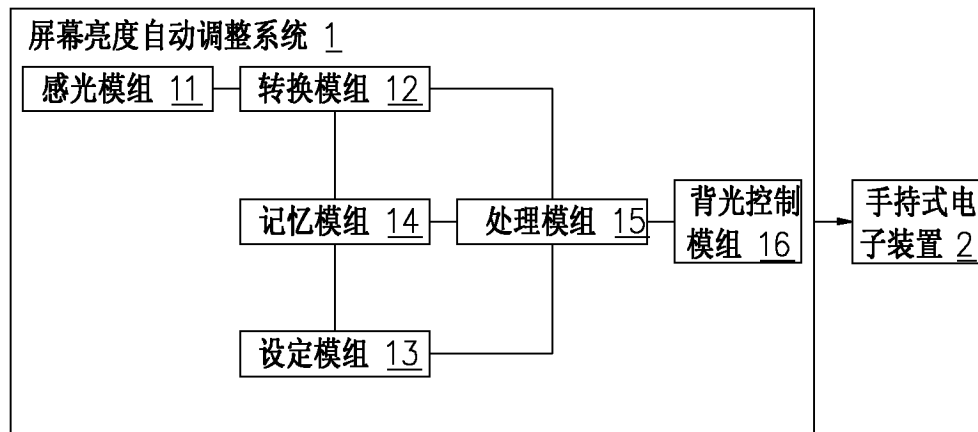 屏幕亮度自动调整系统 1
感光模组 11
转换模组 12
记忆模组 14
处理模组 15
背光控制
模组 16
手持式电
子装置 2
设定模组 13